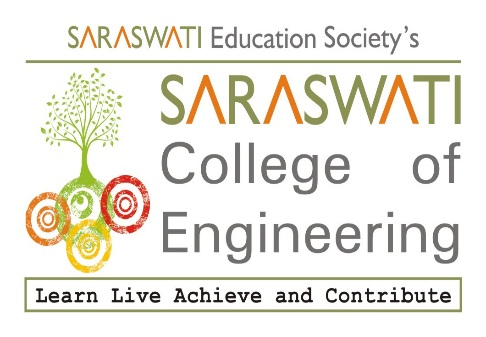 SARASWATI Education Society's
SARASWATI
College of
Engineering
Learn Live Achieve and Contribute